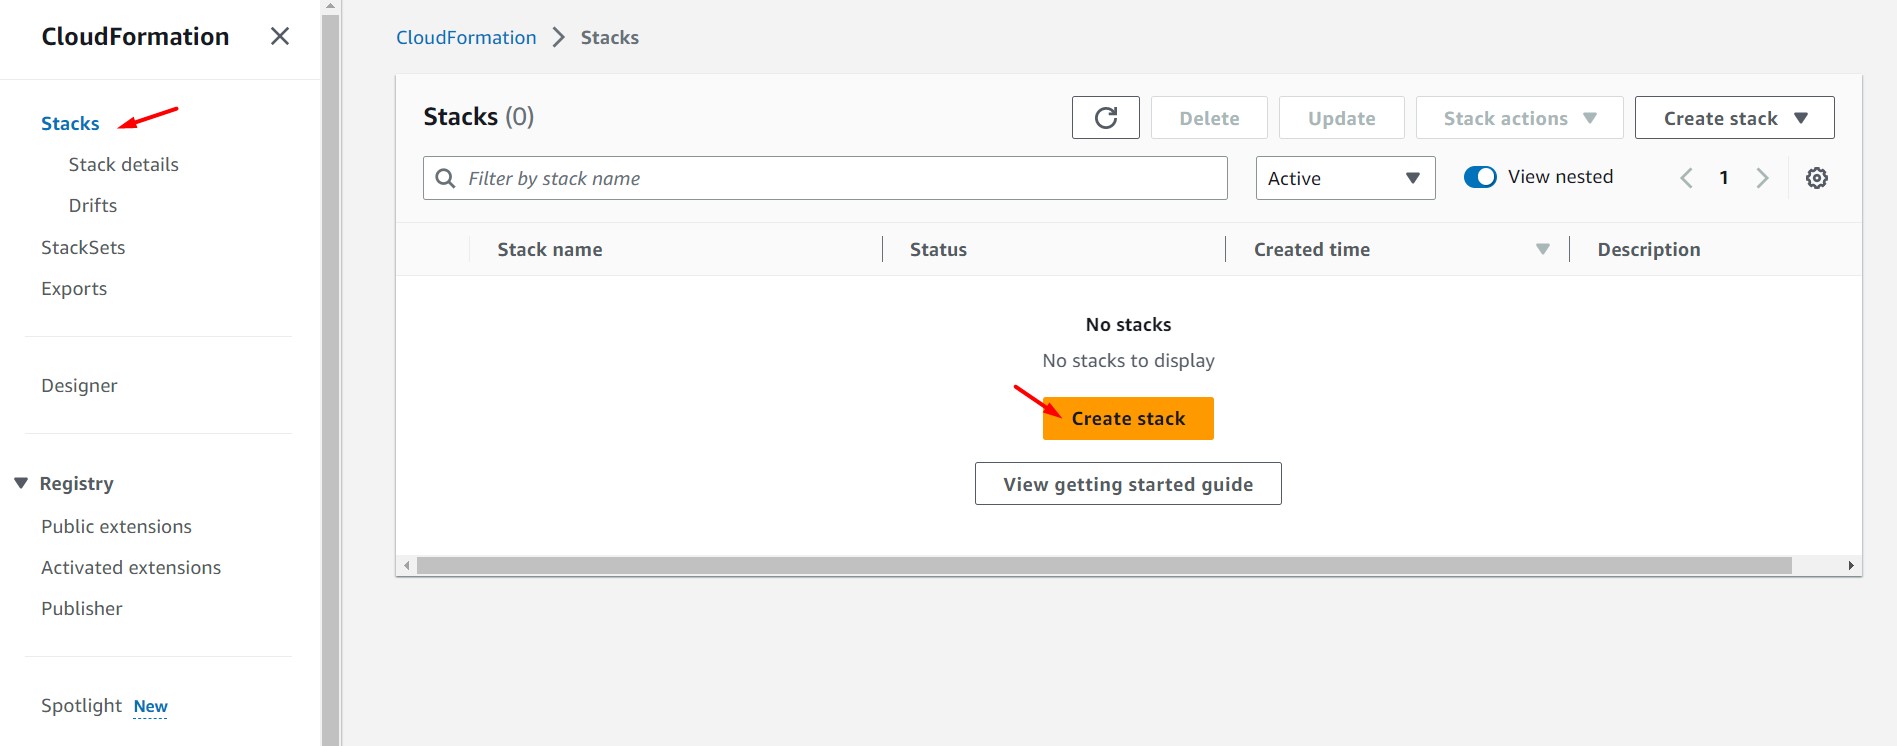 CloudFormation
Stacks
Stack details
Drifts
StackSets
Exports
Designer
Registry
Public extensions
Activated extensions
Publisher
Spotlight New
CloudFormation Stacks
Stacks (0)
Delete Update Stack actions Create stack
Filter by stack name Active View nested 1
Stack name Status Created time Description
No stacks
No stacks to display
Create stack
View getting started guide